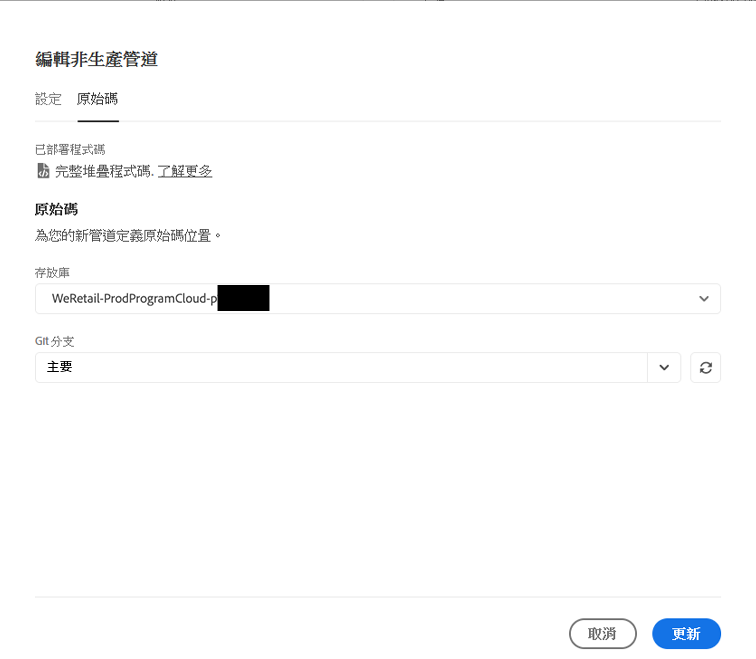 編輯非生產管道
設定 原始碼
已部署程式碼
完整堆疊程式碼. 了解更多
原始碼
為您的新管道定義原始碼位置。
存放庫
WeRetail-ProdProgramCloud-p
Git 分支
主要
取消 更新